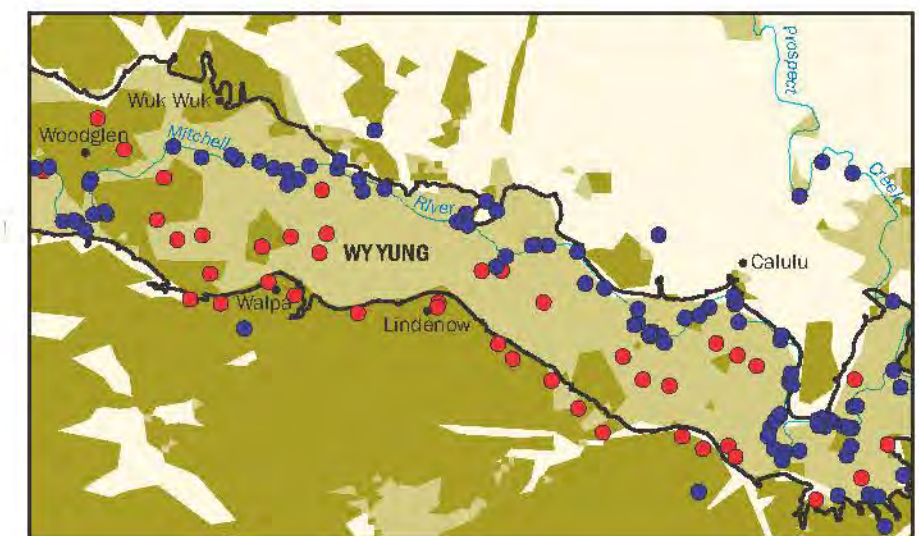 prospect
Creek
Wuk Wuk
Woodglen
Mitchell
River
WY YUNG
Calulu
Walpa
Lindenow